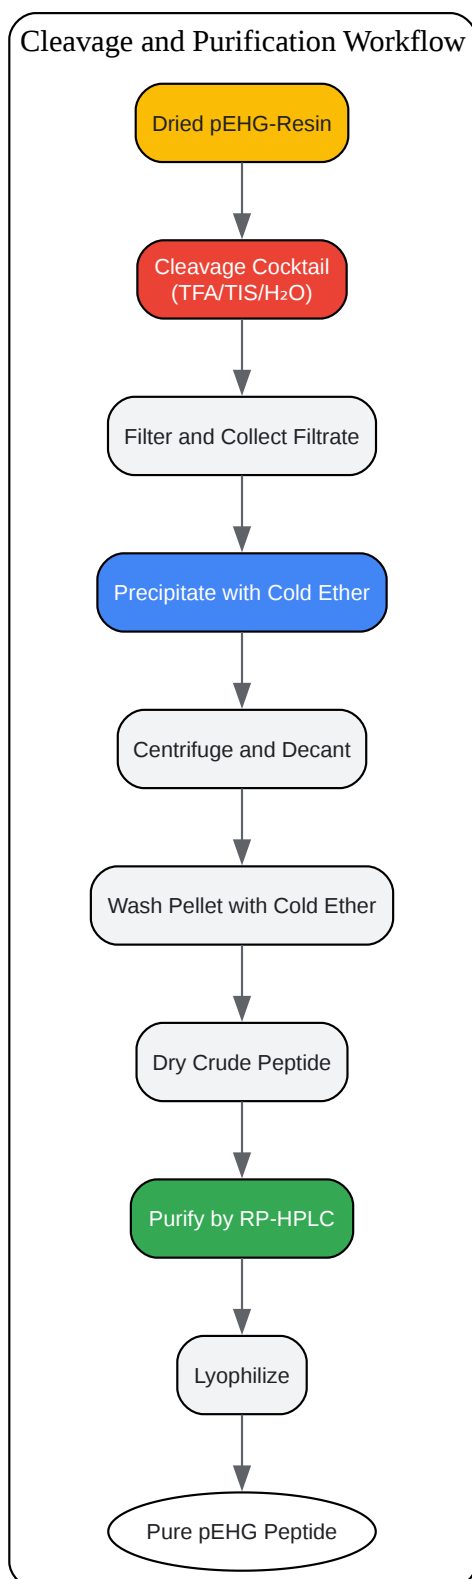 Cleavage and Purification Workflow
Dried pEHG-Resin
Cleavage Cocktail
(TFA/TIS/H₂O)
Filter and Collect Filtrate
Precipitate with Cold Ether
Centrifuge and Decant
Wash Pellet with Cold Ether
Dry Crude Peptide
Purify by RP-HPLC
Lyophilize
Pure pEHG Peptide